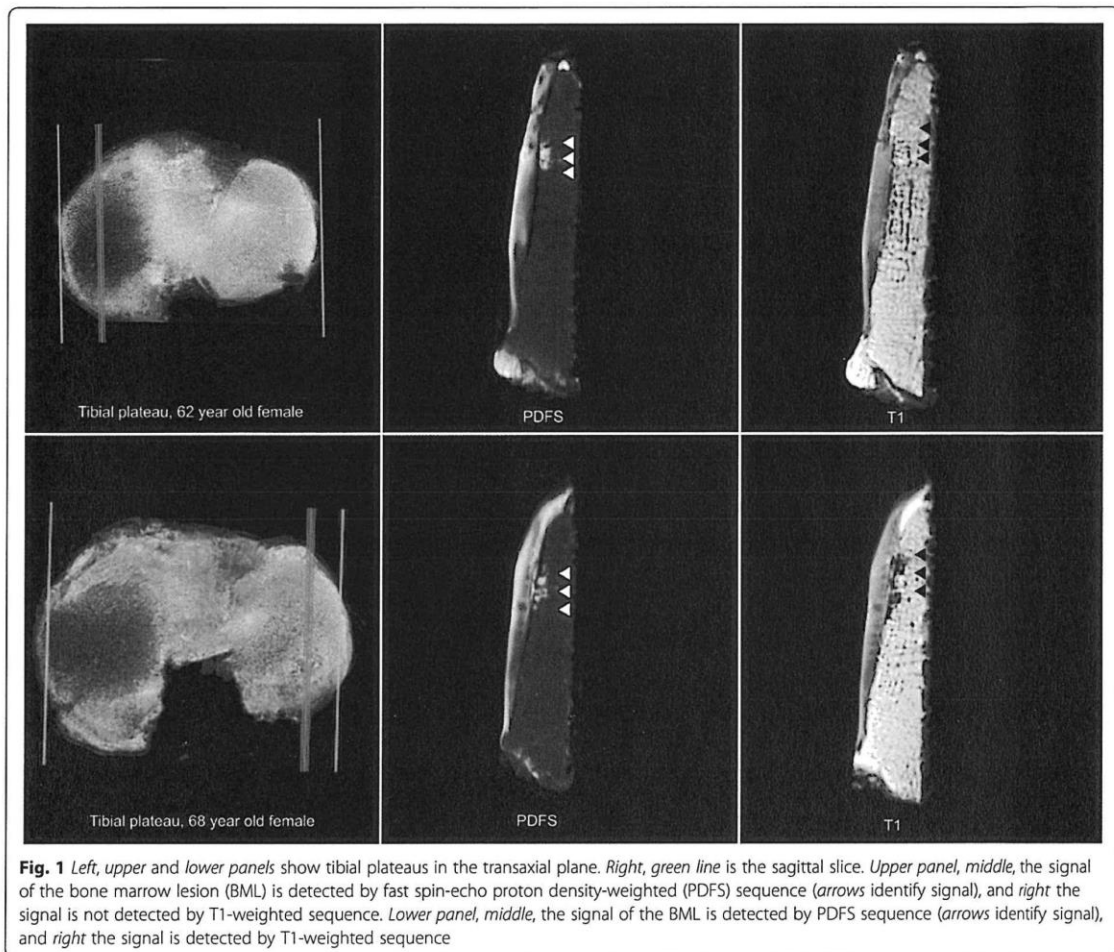 Tibial plateau, 62 year old female
PDFS
T1
Tibial plateau, 68 year old female
PDFS
T1
Fig. 1 Left, upper and lower panels show tibial plateaus in the transaxial plane. Right, green line is the sagittal slice. Upper panel, middle, the signal
of the bone marrow lesion (BML) is detected by fast spin-echo proton density-weighted (PDFS) sequence (arrows identify signal), and right the
signal is not detected by T1-weighted sequence. Lower panel, middle, the signal of the BML is detected by PDFS sequence (arrows identify signal),
and right the signal is detected by T1-weighted sequence